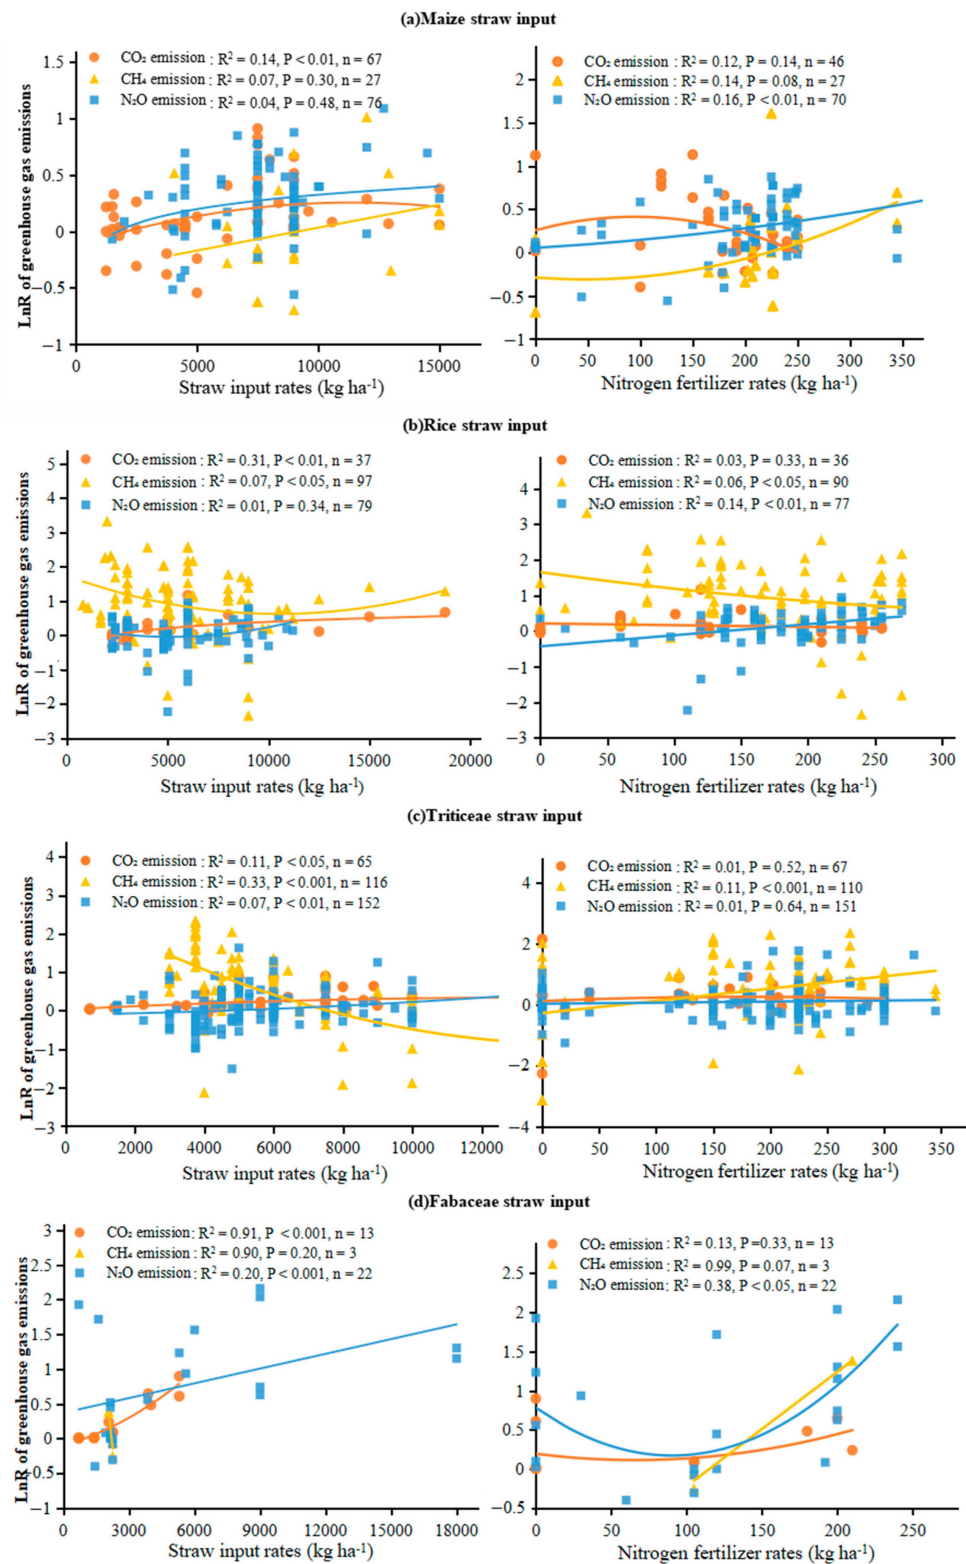 (a)Maize straw input
CO₂ emission : R² = 0.14, P < 0.01, n = 67
CH₄ emission : R² = 0.07, P = 0.30, n = 27
N₂O emission : R² = 0.04, P = 0.48, n = 76
1.5
1
0.5
0
−0.5
−1
0 5000 10000 15000
LnR of greenhouse gas emissions
Straw input rates (kg ha⁻¹)
CO₂ emission : R² = 0.12, P = 0.14, n = 46
CH₄ emission : R² = 0.14, P = 0.08, n = 27
N₂O emission : R² = 0.16, P < 0.01, n = 70
2
1.5
1
0.5
0
−0.5
−1
0 50 100 150 200 250 300 350
Nitrogen fertilizer rates (kg ha⁻¹)
(b)Rice straw input
CO₂ emission : R² = 0.31, P < 0.01, n = 37
CH₄ emission : R² = 0.07, P < 0.05, n = 97
N₂O emission : R² = 0.01, P = 0.34, n = 79
5
4
3
2
1
0
−1
−2
−3
0 5000 10000 15000 20000
LnR of greenhouse gas emissions
Straw input rates (kg ha⁻¹)
CO₂ emission : R² = 0.03, P = 0.33, n = 36
CH₄ emission : R² = 0.06, P < 0.05, n = 90
N₂O emission : R² = 0.14, P < 0.01, n = 77
4
3
2
1
0
−1
−2
−3
0 50 100 150 200 250 300
Nitrogen fertilizer rates (kg ha⁻¹)
(c)Triticeae straw input
CO₂ emission : R² = 0.11, P < 0.05, n = 65
CH₄ emission : R² = 0.33, P < 0.001, n = 116
N₂O emission : R² = 0.07, P < 0.01, n = 152
4
3
2
1
0
−1
−2
−3
0 2000 4000 6000 8000 10000 12000
LnR of greenhouse gas emissions
Straw input rates (kg ha⁻¹)
CO₂ emission : R² = 0.01, P = 0.52, n = 67
CH₄ emission : R² = 0.11, P < 0.001, n = 110
N₂O emission : R² = 0.01, P = 0.64, n = 151
4
2
0
−2
−4
0 50 100 150 200 250 300 350
Nitrogen fertilizer rates (kg ha⁻¹)
(d)Fabaceae straw input
CO₂ emission: R² = 0.91, P < 0.001, n = 13
CH₄ emission: R² = 0.90, P = 0.20, n = 3
N₂O emission: R² = 0.20, P < 0.001, n = 22
3
2.5
2
1.5
1
0.5
0
−0.5
−1
0 3000 6000 9000 12000 15000 18000
LnR of greenhouse gas emissions
Straw input rates (kg ha⁻¹)
CO₂ emission : R² = 0.13, P =0.33, n = 13
CH₄ emission : R² = 0.99, P = 0.07, n = 3
N₂O emission : R² = 0.38, P < 0.05, n = 22
2.5
2
1.5
1
0.5
0
−0.5
0 50 100 150 200 250
Nitrogen fertilizer rates (kg ha⁻¹)